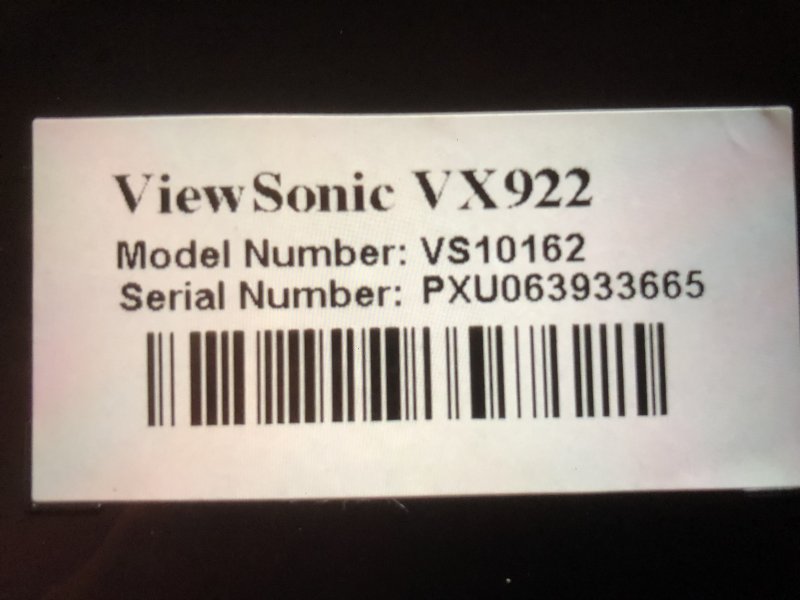 ViewSonic VX922
Model Number: VS10162
Serial Number: PXU063933665